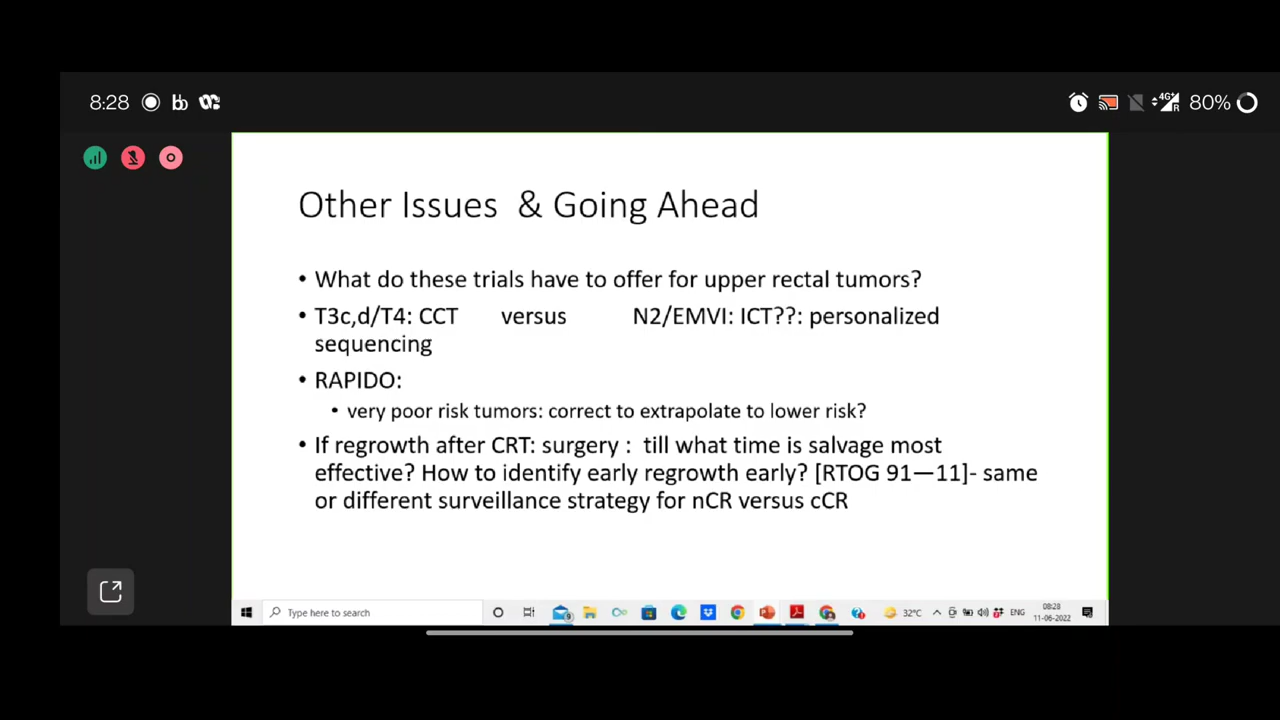 8:28
4G+
R
80%
Other Issues & Going Ahead
• What do these trials have to offer for upper rectal tumors?
• T3c,d/T4: CCT versus N2/EMVI: ICT??: personalized
sequencing
• RAPIDO:
• very poor risk tumors: correct to extrapolate to lower risk?
• If regrowth after CRT: surgery : till what time is salvage most
effective? How to identify early regrowth early? [RTOG 91—11]- same
or different surveillance strategy for nCR versus cCR
Type here to search
32°C
ENG
08:28
11-06-2022